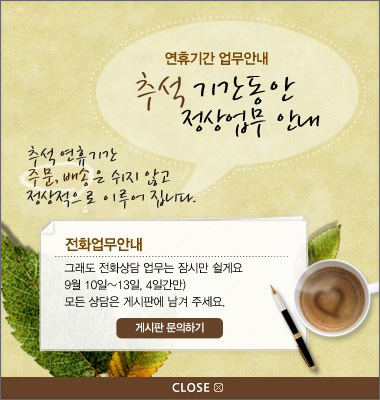 연휴기간 업무안내
추석 기간동안
정상업무 안내
추석 연휴기간
주문, 배송은 쉬지 않고
정상적으로 이루어 집니다.
전화업무안내
그래도 전화상담 업무는 잠시만 쉴게요
9월 10일~13일, 4일간만)
모든 상담은 게시판에 남겨 주세요.
게시판 문의하기
CLOSE